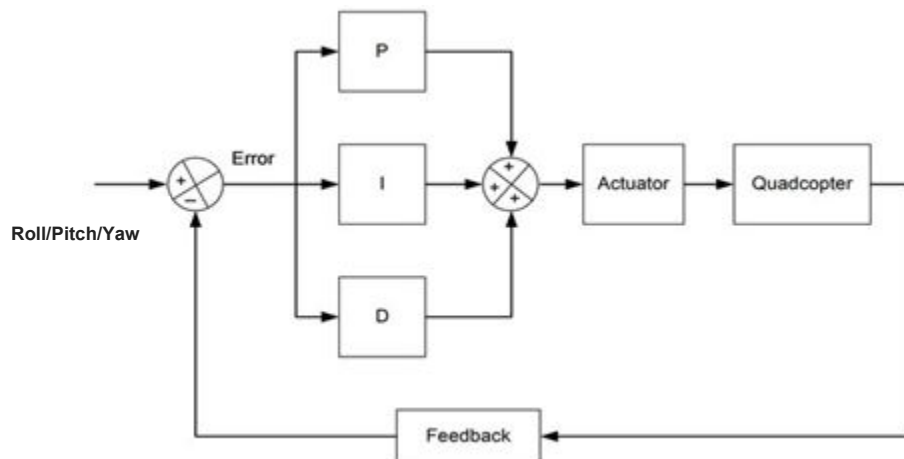 P
Error
+
−
I
+
+
+
Actuator
Quadcopter
Roll/Pitch/Yaw
D
Feedback